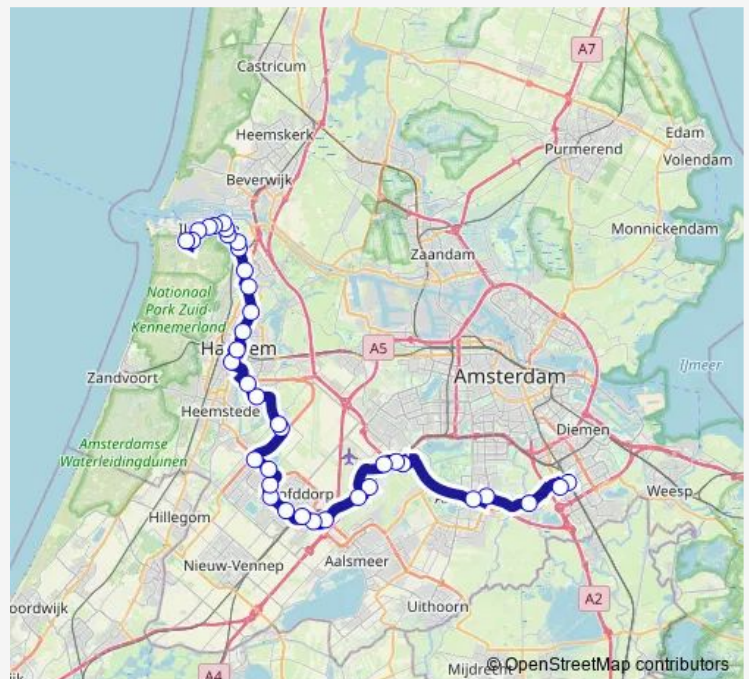 A7
Castricum
Heemskerk
Edam
Volendam
Purmerend
Beverwijk
Monnickendam
Zaandam
Nationaal
Park Zuid-
Kennemerland
A5
IJmeer
Zandvoort
Amsterdam
Heemstede
Diemen
Amsterdamse
Waterleidingduinen
Weesp
Hillegom
Aalsmeer
Nieuw-Vennep
A2
Uithoorn
A4
© OpenStreetMap contributors